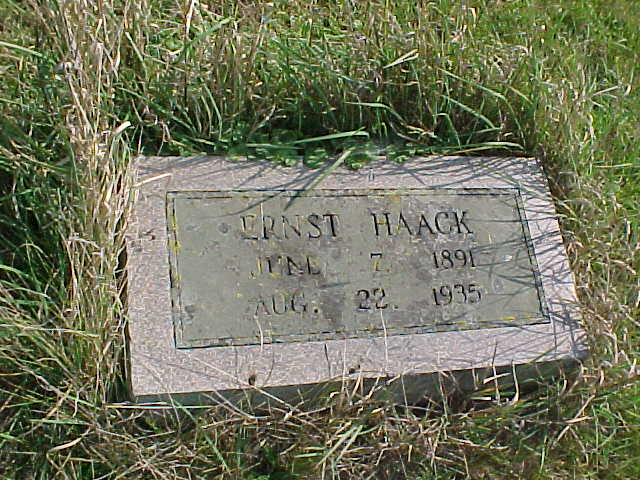 ERNST HAACK
JUNE 7. 1891
AUG. 22. 1935